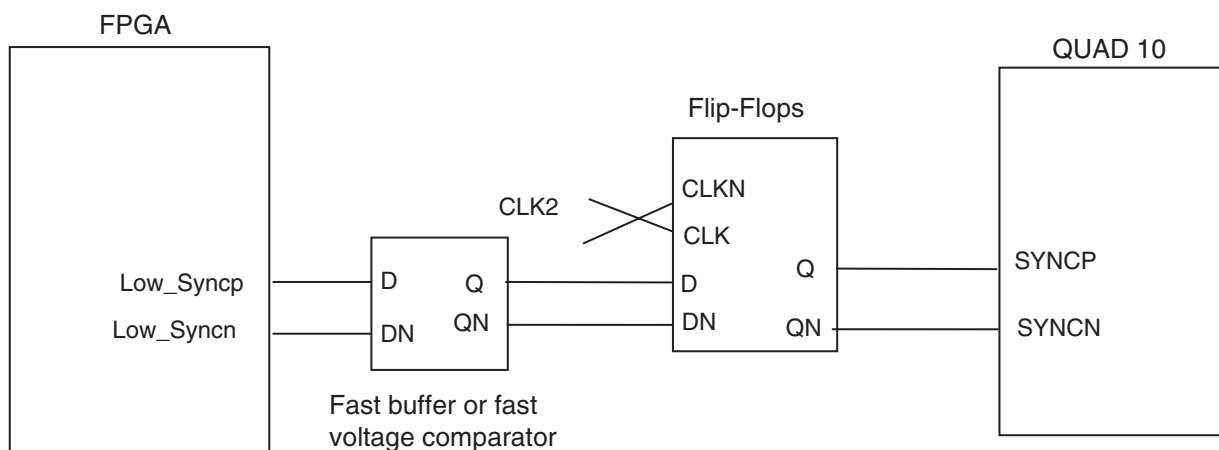 FPGA
QUAD 10
Flip-Flops
CLKN
CLK2
CLK
Low_Syncp
D
Q
D
Q
SYNCP
Low_Syncn
DN
QN
DN
QN
SYNCN
Fast buffer or fast
voltage comparator